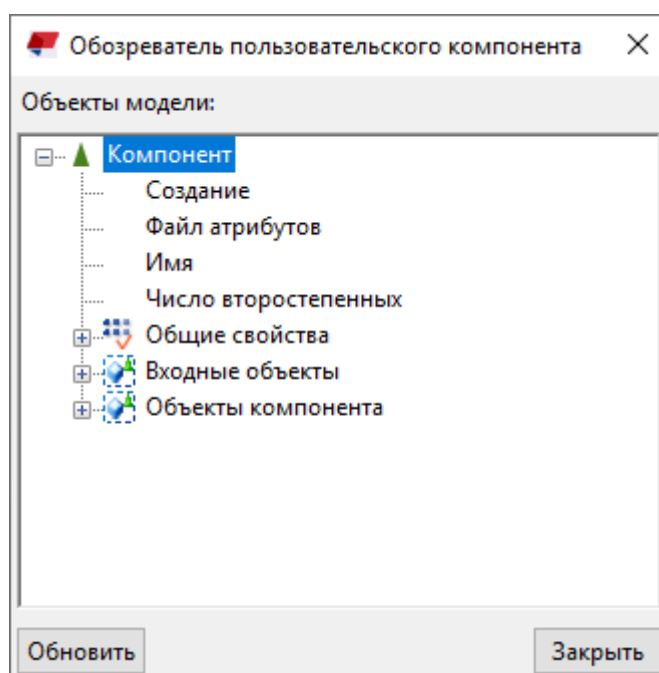 Обозреватель пользовательского компонента
Объекты модели:
Компонент
Создание
Файл атрибутов
Имя
Число второстепенных
Общие свойства
Входные объекты
Объекты компонента
Обновить Закрыть